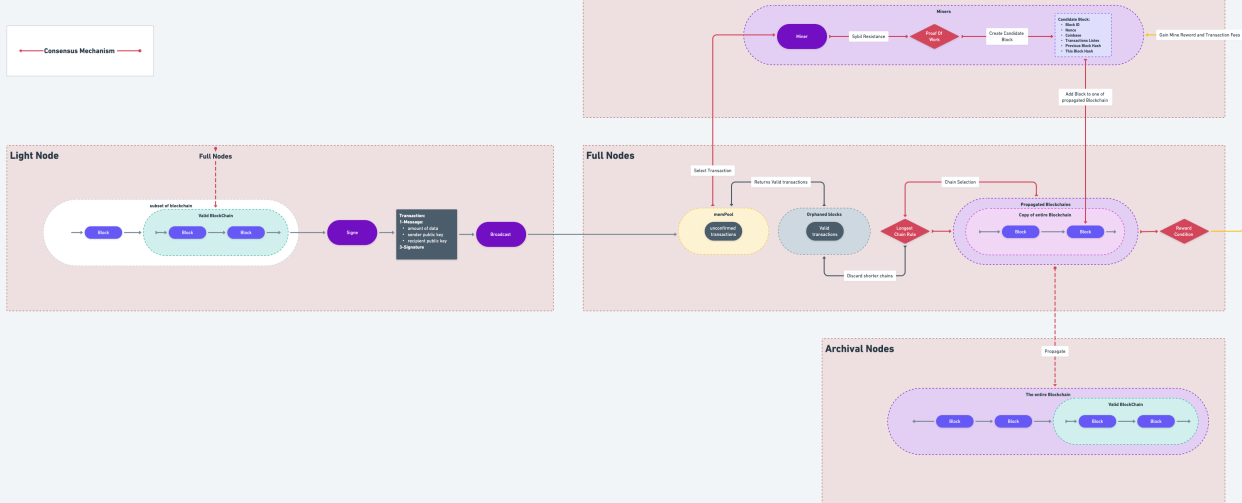 Consensus Mechanism
Miners
Miner
Sybil Resistance
Proof Of
Work
Create Candidate
Block
Candidate Block:
• Block ID
• Nonce
• Coinbase
• Transactions Listes
• Previous Block Hash
• This Block Hash
Gain Mine Reward and Transaction Fees
Add Block to one of
propagated Blockchain
Light Node
Full Nodes
subset of blockchain
Valid BlockChain
Block
Block
Block
Signe
Transaction:
1-Message:
• amount of data
• sender public key
• recipient public key
3-Signature
Broadcast
Full Nodes
Select Transaction
Returns Valid transactions
Chain Selection
memPool
unconfirmed
transactions
Orphaned blocks
Valid
transactions
Discard shorter chains
Longest
Chain Rule
Propagated Blockchains
Copy of entire Blockchain
Block
Block
Reward
Condition
Archival Nodes
Propagate
The entire Blockchain
Valid BlockChain
Block
Block
Block
Block